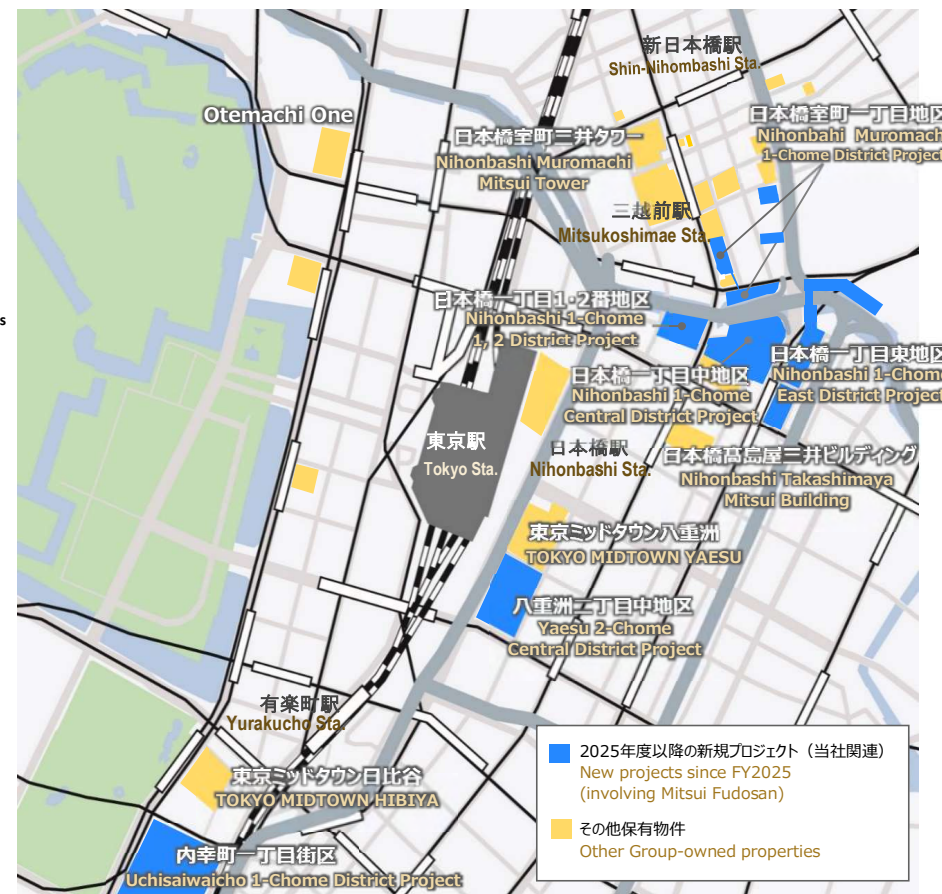 新日本橋駅
Shin-Nihombashi Sta.
Otemachi One
日本橋室町一丁目地区
Nihonbahi Muromachi
1-Chome District Project
日本橋室町三井タワー
Nihonbashi Muromachi
Mitsui Tower
三越前駅
Mitsukoshimae Sta.
s
日本橋一丁目1・2番地区
Nihonbashi 1-Chome
1, 2 District Project
日本橋一丁目中地区
Nihonbashi 1-Chome
Central District Project
日本橋一丁目東地区
Nihonbashi 1-Chome
East District Project
東京駅
Tokyo Sta.
日本橋駅
Nihonbashi Sta.
日本橋髙島屋三井ビルディング
Nihonbashi Takashimaya
Mitsui Building
東京ミッドタウン八重洲
TOKYO MIDTOWN YAESU
八重洲二丁目中地区
Yaesu 2-Chome
Central District Project
有楽町駅
Yurakucho Sta.
東京ミッドタウン日比谷
TOKYO MIDTOWN HIBIYA
内幸町一丁目街区
Uchisaiwaicho 1-Chome District Project
2025年度以降の新規プロジェクト（当社関連）
New projects since FY2025
(involving Mitsui Fudosan)
その他保有物件
Other Group-owned properties